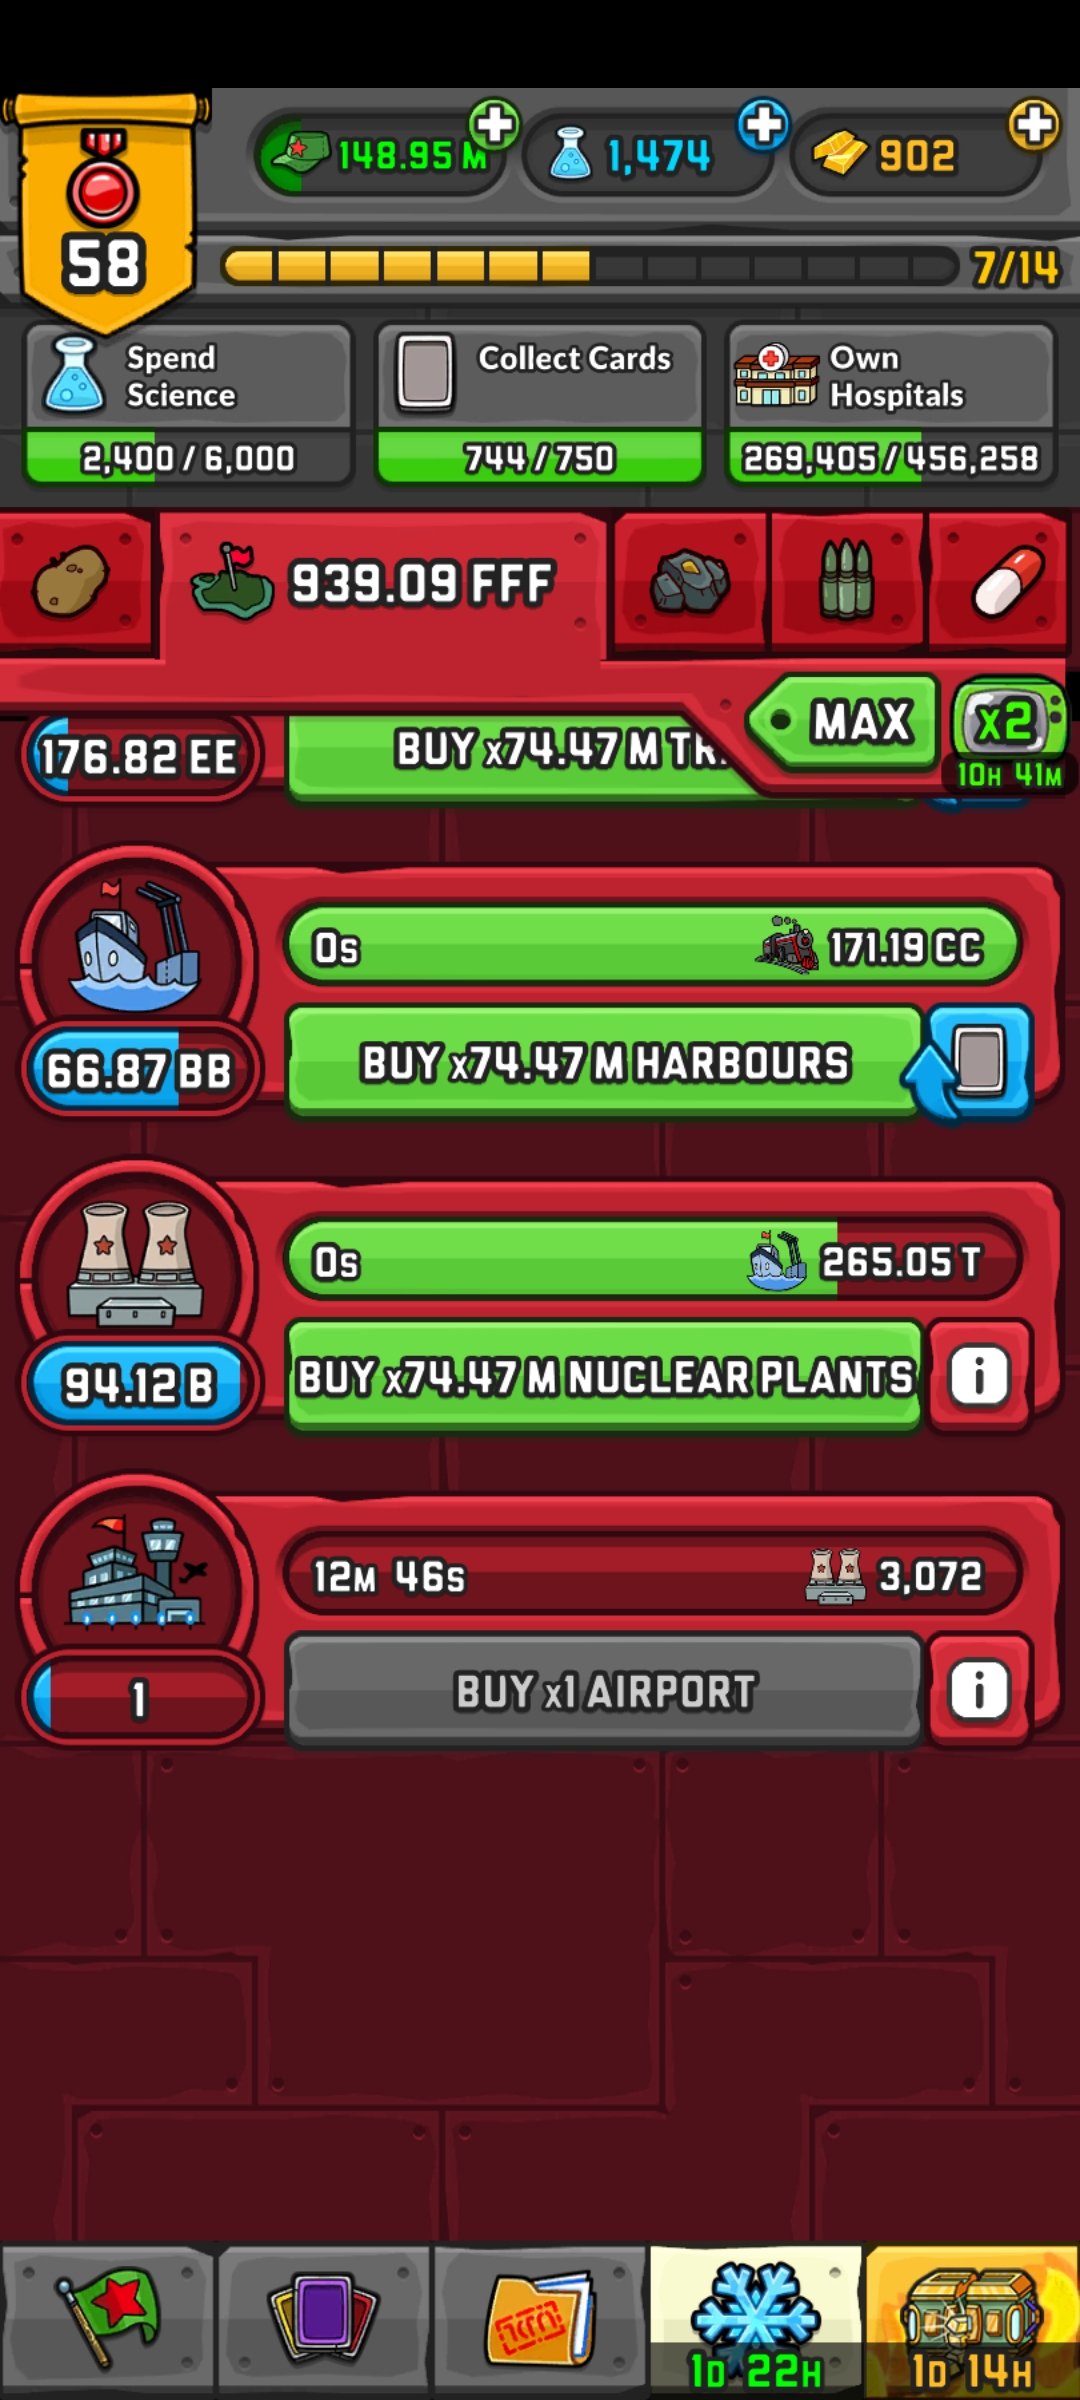 58
148.95 M
1,474
902
7/14
Spend
Science
2,400 / 6,000
Collect Cards
744 / 750
Own
Hospitals
269,405 / 456,258
939.09 FFF
MAX
x2
10H 41M
176.82 EE
BUY x74.47 M
0s
171.19 CC
66.87 BB
BUY x74.47 M HARBOURS
0s
265.05 T
94.12 B
BUY x74.47 M NUCLEAR PLANTS
i
12M 46s
3,072
1
BUY x1 AIRPORT
i
1D 22H
1D 14H